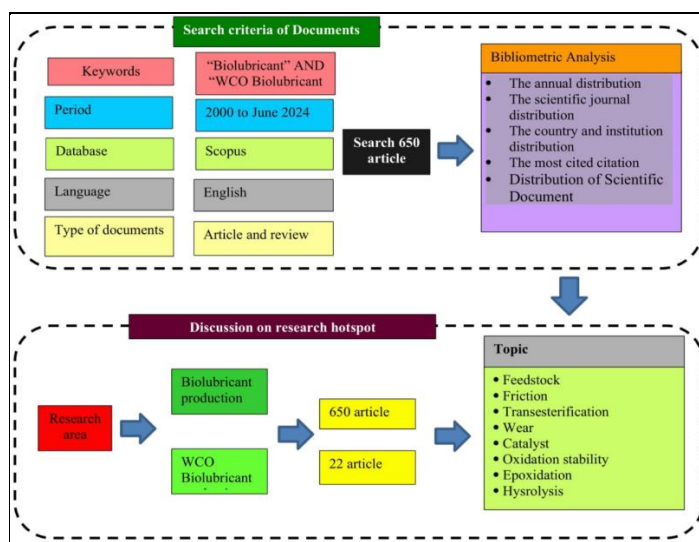 Search criteria of Documents
Keywords
“Biolubricant” AND
“WCO Biolubricant
Period
2000 to June 2024
Database
Scopus
Language
English
Type of documents
Article and review
Search 650
article
Bibliometric Analysis
• The annual distribution
• The scientific journal
distribution
• The country and institution
distribution
• The most cited citation
• Distribution of Scientific
Document
Discussion on research hotspot
Research
area
Biolubricant
production
WCO
Biolubricant
650 article
22 article
Topic
• Feedstock
• Friction
• Transesterification
• Wear
• Catalyst
• Oxidation stability
• Epoxidation
• Hysrolysis